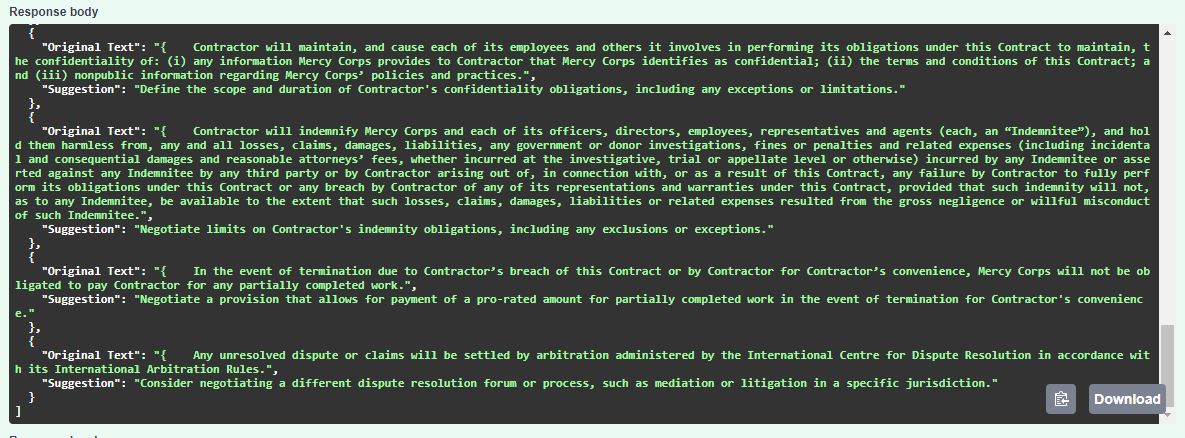 Response body
{
"Original Text": "{    Contractor will maintain, and cause each of its employees and others it involves in performing its obligations under this Contract to maintain, t
he confidentiality of: (i) any information Mercy Corps provides to Contractor that Mercy Corps identifies as confidential; (ii) the terms and conditions of this Contract; a
nd (iii) nonpublic information regarding Mercy Corps’ policies and practices.",
"Suggestion": "Define the scope and duration of Contractor's confidentiality obligations, including any exceptions or limitations."
},
{
"Original Text": "{    Contractor will indemnify Mercy Corps and each of its officers, directors, employees, representatives and agents (each, an “Indemnitee”), and hol
d them harmless from, any and all losses, claims, damages, liabilities, any government or donor investigations, fines or penalties and related expenses (including incidenta
l and consequential damages and reasonable attorneys’ fees, whether incurred at the investigative, trial or appellate level or otherwise) incurred by any Indemnitee or asse
rted against any Indemnitee by any third party or by Contractor arising out of, in connection with, or as a result of this Contract, any failure by Contractor to fully perf
orm its obligations under this Contract or any breach by Contractor of any of its representations and warranties under this Contract, provided that such indemnity will not,
as to any Indemnitee, be available to the extent that such losses, claims, damages, liabilities or related expenses resulted from the gross negligence or willful misconduct
of such Indemnitee.",
"Suggestion": "Negotiate limits on Contractor's indemnity obligations, including any exclusions or exceptions."
},
{
"Original Text": "{    In the event of termination due to Contractor’s breach of this Contract or by Contractor for Contractor’s convenience, Mercy Corps will not be ob
ligated to pay Contractor for any partially completed work.",
"Suggestion": "Negotiate a provision that allows for payment of a pro-rated amount for partially completed work in the event of termination for Contractor's convenienc
e."
},
{
"Original Text": "{    Any unresolved dispute or claims will be settled by arbitration administered by the International Centre for Dispute Resolution in accordance wit
h its International Arbitration Rules.",
"Suggestion": "Consider negotiating a different dispute resolution forum or process, such as mediation or litigation in a specific jurisdiction."
}
]
Download